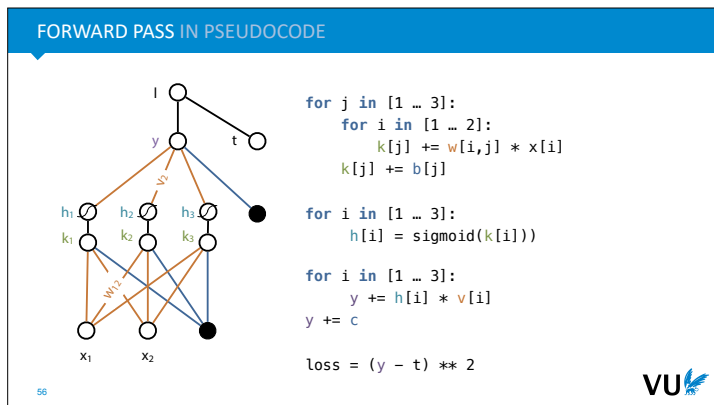 FORWARD PASS IN PSEUDOCODE
l
y
t
v₂
h₁
h₂
h₃
k₁
k₂
k₃
w₁₂
x₁
x₂
for j in [1 … 3]:
for i in [1 … 2]:
k[j] += w[i,j] * x[i]
k[j] += b[j]
for i in [1 … 3]:
h[i] = sigmoid(k[i]))
for i in [1 … 3]:
y += h[i] * v[i]
y += c
loss = (y – t) ** 2
56
VU